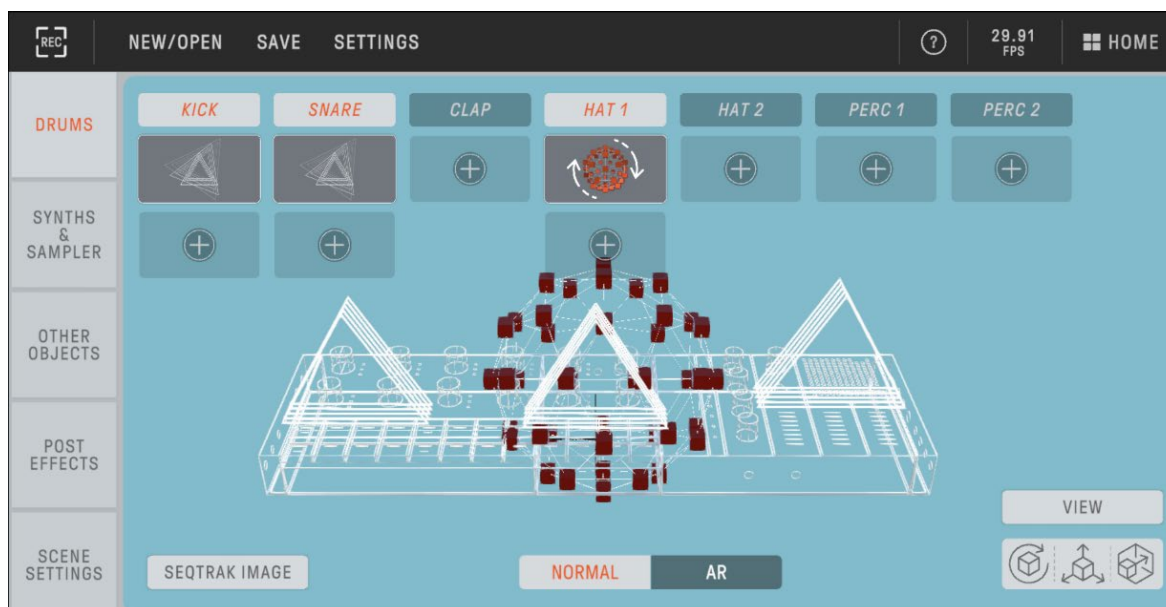 REC
NEW/OPEN SAVE SETTINGS
?
29.91
FPS
HOME
DRUMS
SYNTHS
&
SAMPLER
OTHER
OBJECTS
POST
EFFECTS
SCENE
SETTINGS
KICK SNARE CLAP HAT 1 HAT 2 PERC 1 PERC 2
VIEW
SEQTRAK IMAGE
NORMAL AR